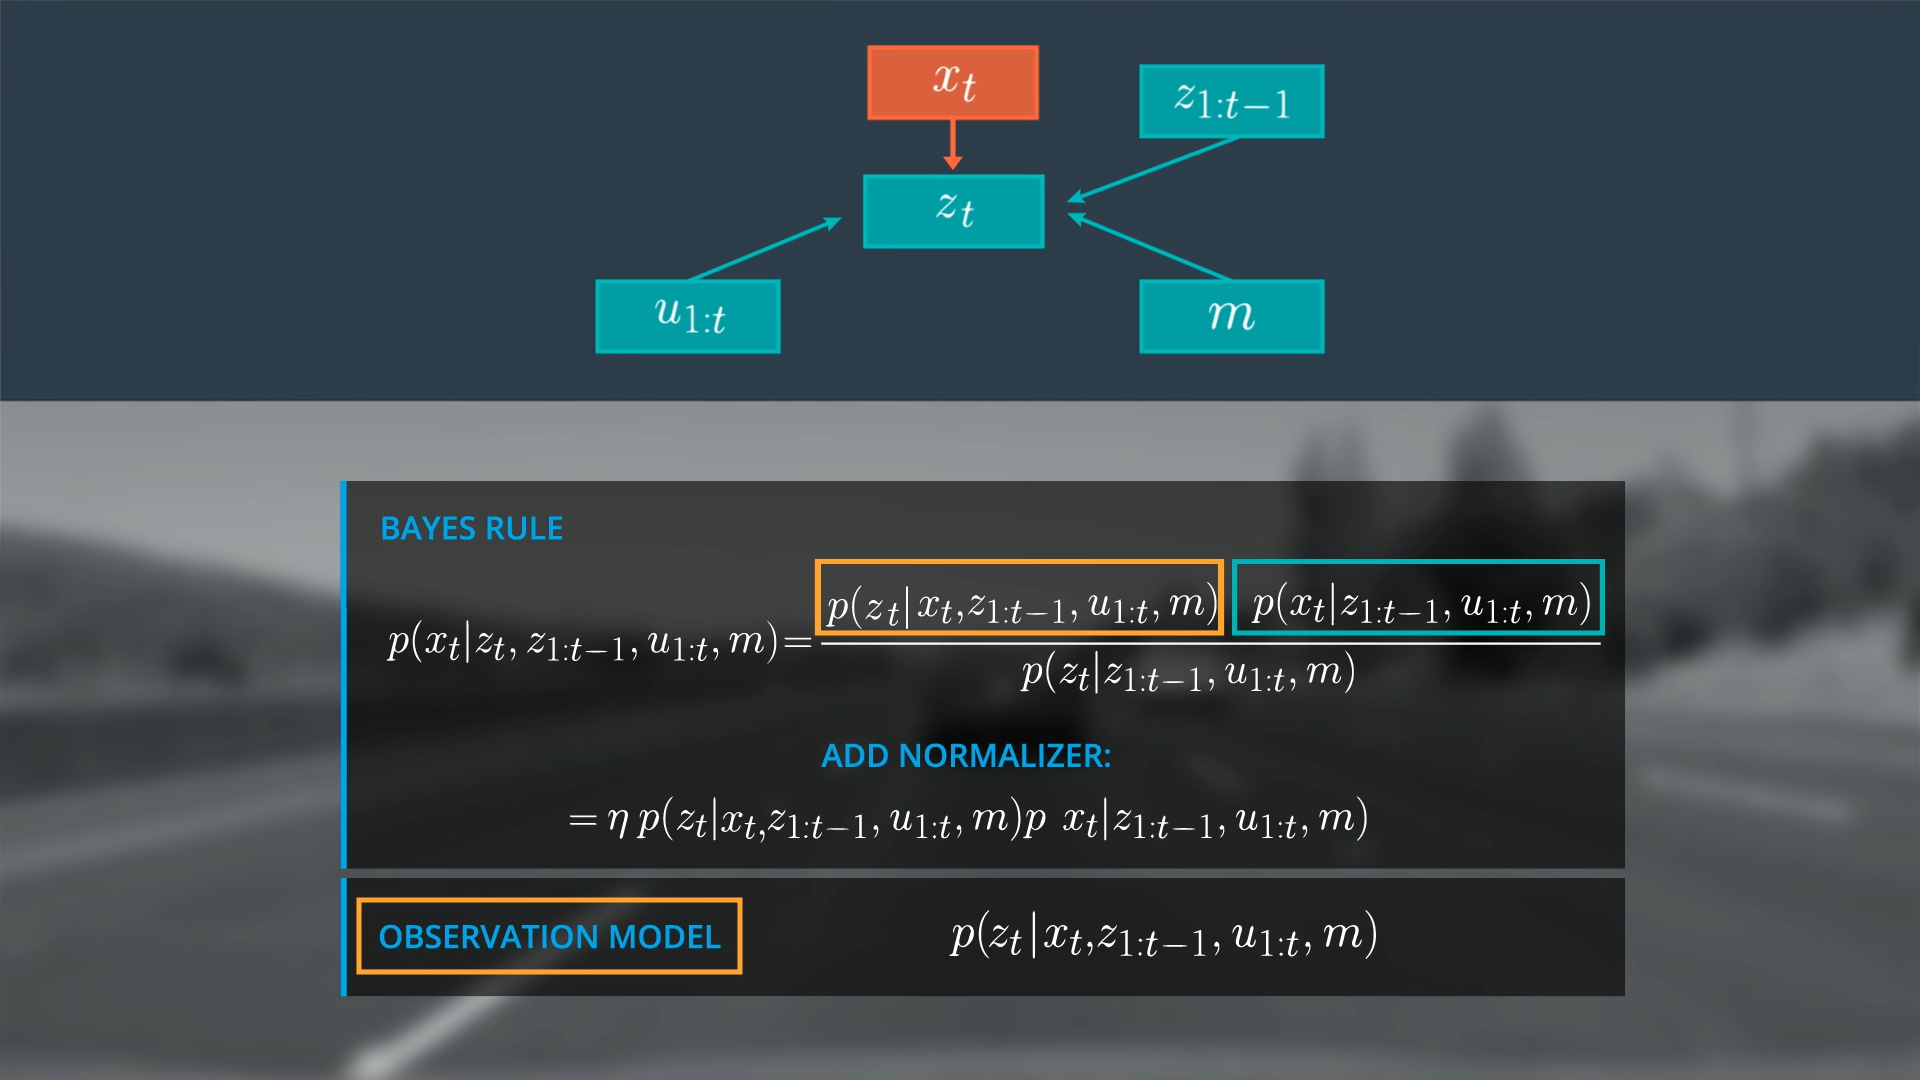 x_t
z_{1:t-1}
z_t
u_{1:t}
m
BAYES RULE
p(x_t|z_t, z_{1:t-1}, u_{1:t}, m) = \frac{p(z_t|x_t,z_{1:t-1}, u_{1:t}, m) p(x_t|z_{1:t-1}, u_{1:t}, m)}{p(z_t|z_{1:t-1}, u_{1:t}, m)}
ADD NORMALIZER:
= η p(z_t|x_t,z_{1:t-1}, u_{1:t}, m)p x_t|z_{1:t-1}, u_{1:t}, m)
OBSERVATION MODEL p(z_t|x_t,z_{1:t-1}, u_{1:t}, m)